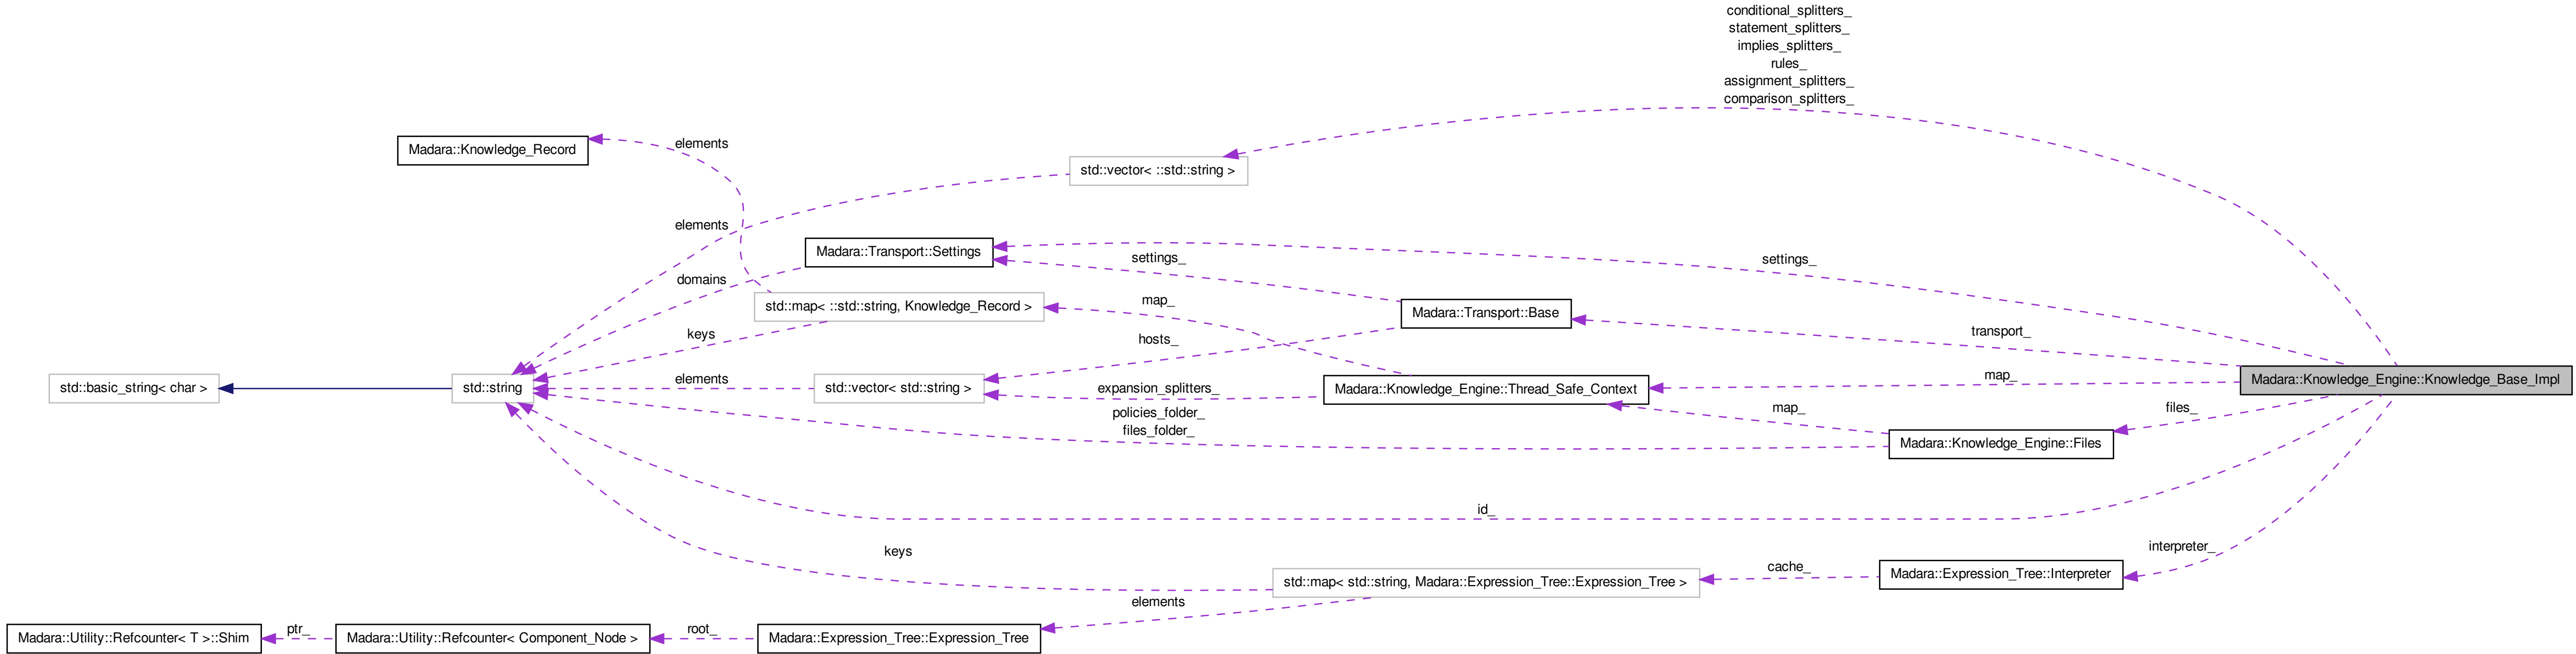 conditional_splitters_
statement_splitters_
implies_splitters_
rules_
assignment_splitters_
comparison_splitters_
Madara::Knowledge_Record
elements
std::vector< ::std::string >
elements
Madara::Transport::Settings
settings_
settings_
domains
std::map< ::std::string, Knowledge_Record >
map_
Madara::Transport::Base
transport_
keys
hosts_
std::basic_string< char >
std::string
elements
std::vector< std::string >
expansion_splitters_
Madara::Knowledge_Engine::Thread_Safe_Context
map_
Madara::Knowledge_Engine::Knowledge_Base_Impl
policies_folder_
files_folder_
map_
files_
Madara::Knowledge_Engine::Files
id_
keys
interpreter_
std::map< std::string, Madara::Expression_Tree::Expression_Tree >
cache_
Madara::Expression_Tree::Interpreter
elements
Madara::Utility::Refcounter< T >::Shim
ptr_
Madara::Utility::Refcounter< Component_Node >
root_
Madara::Expression_Tree::Expression_Tree